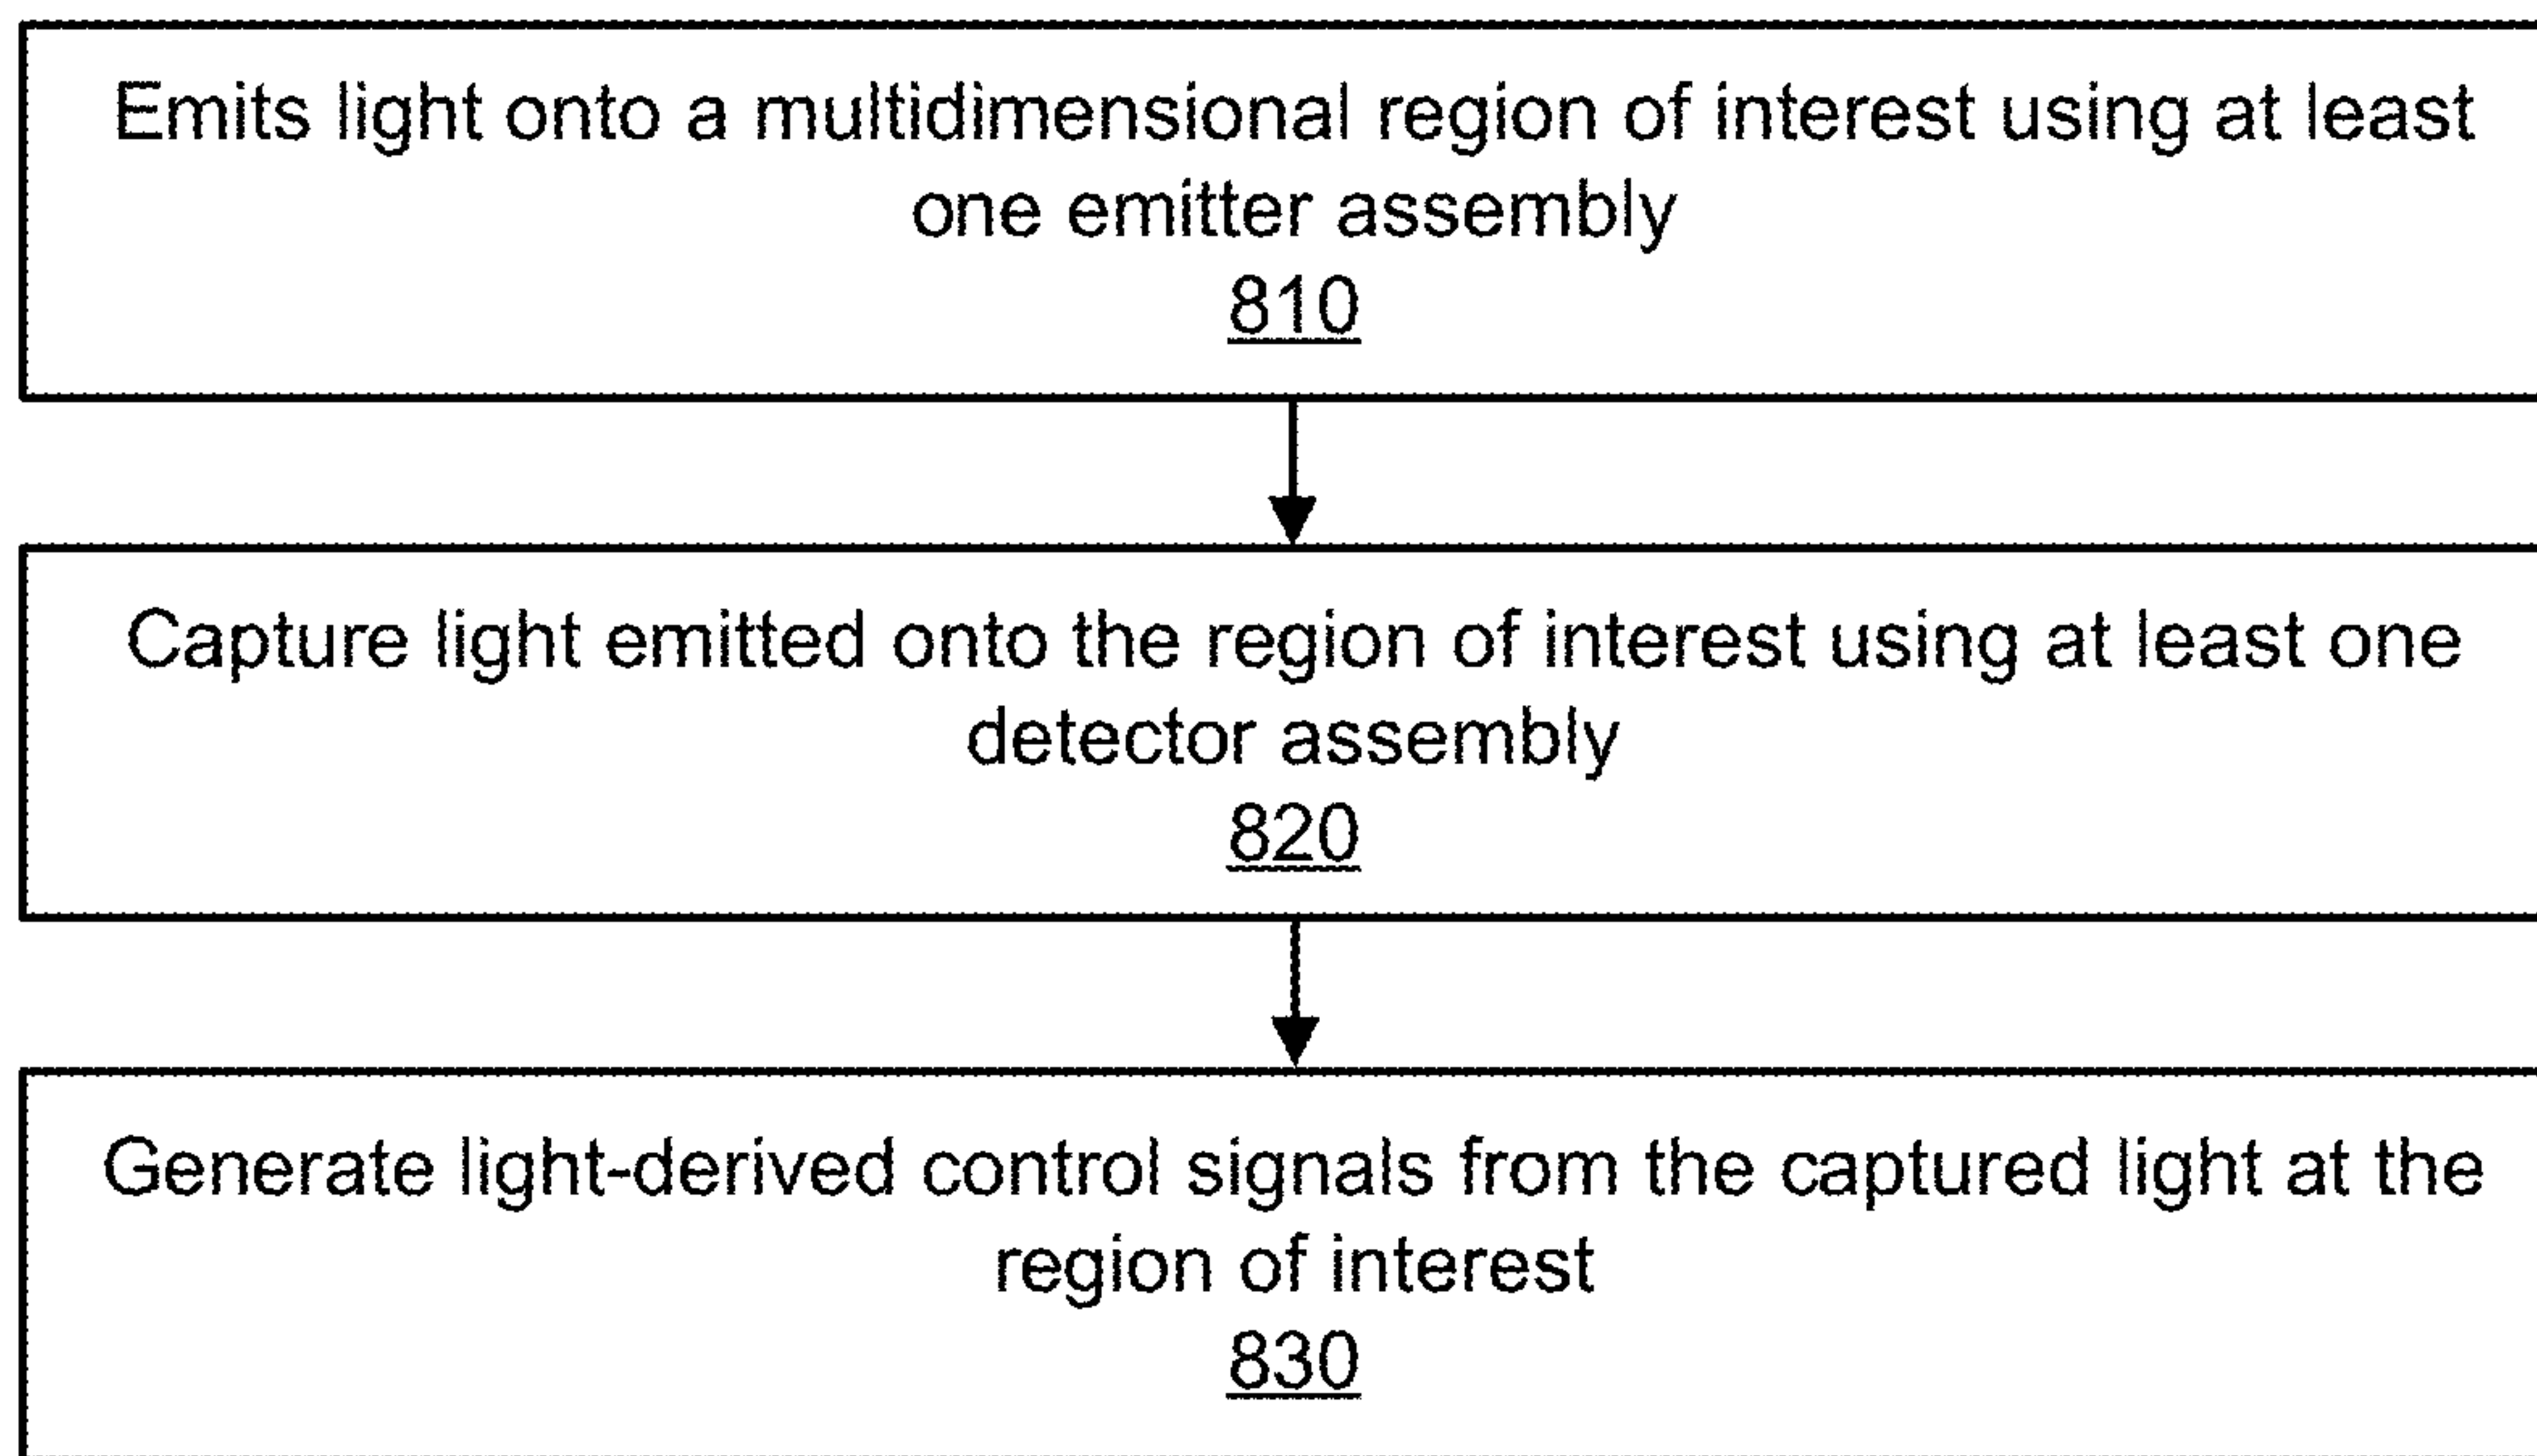 Emits light onto a multidimensional region of interest using at least
one emitter assembly
810
Capture light emitted onto the region of interest using at least one
detector assembly
820
Generate light-derived control signals from the captured light at the
region of interest
830